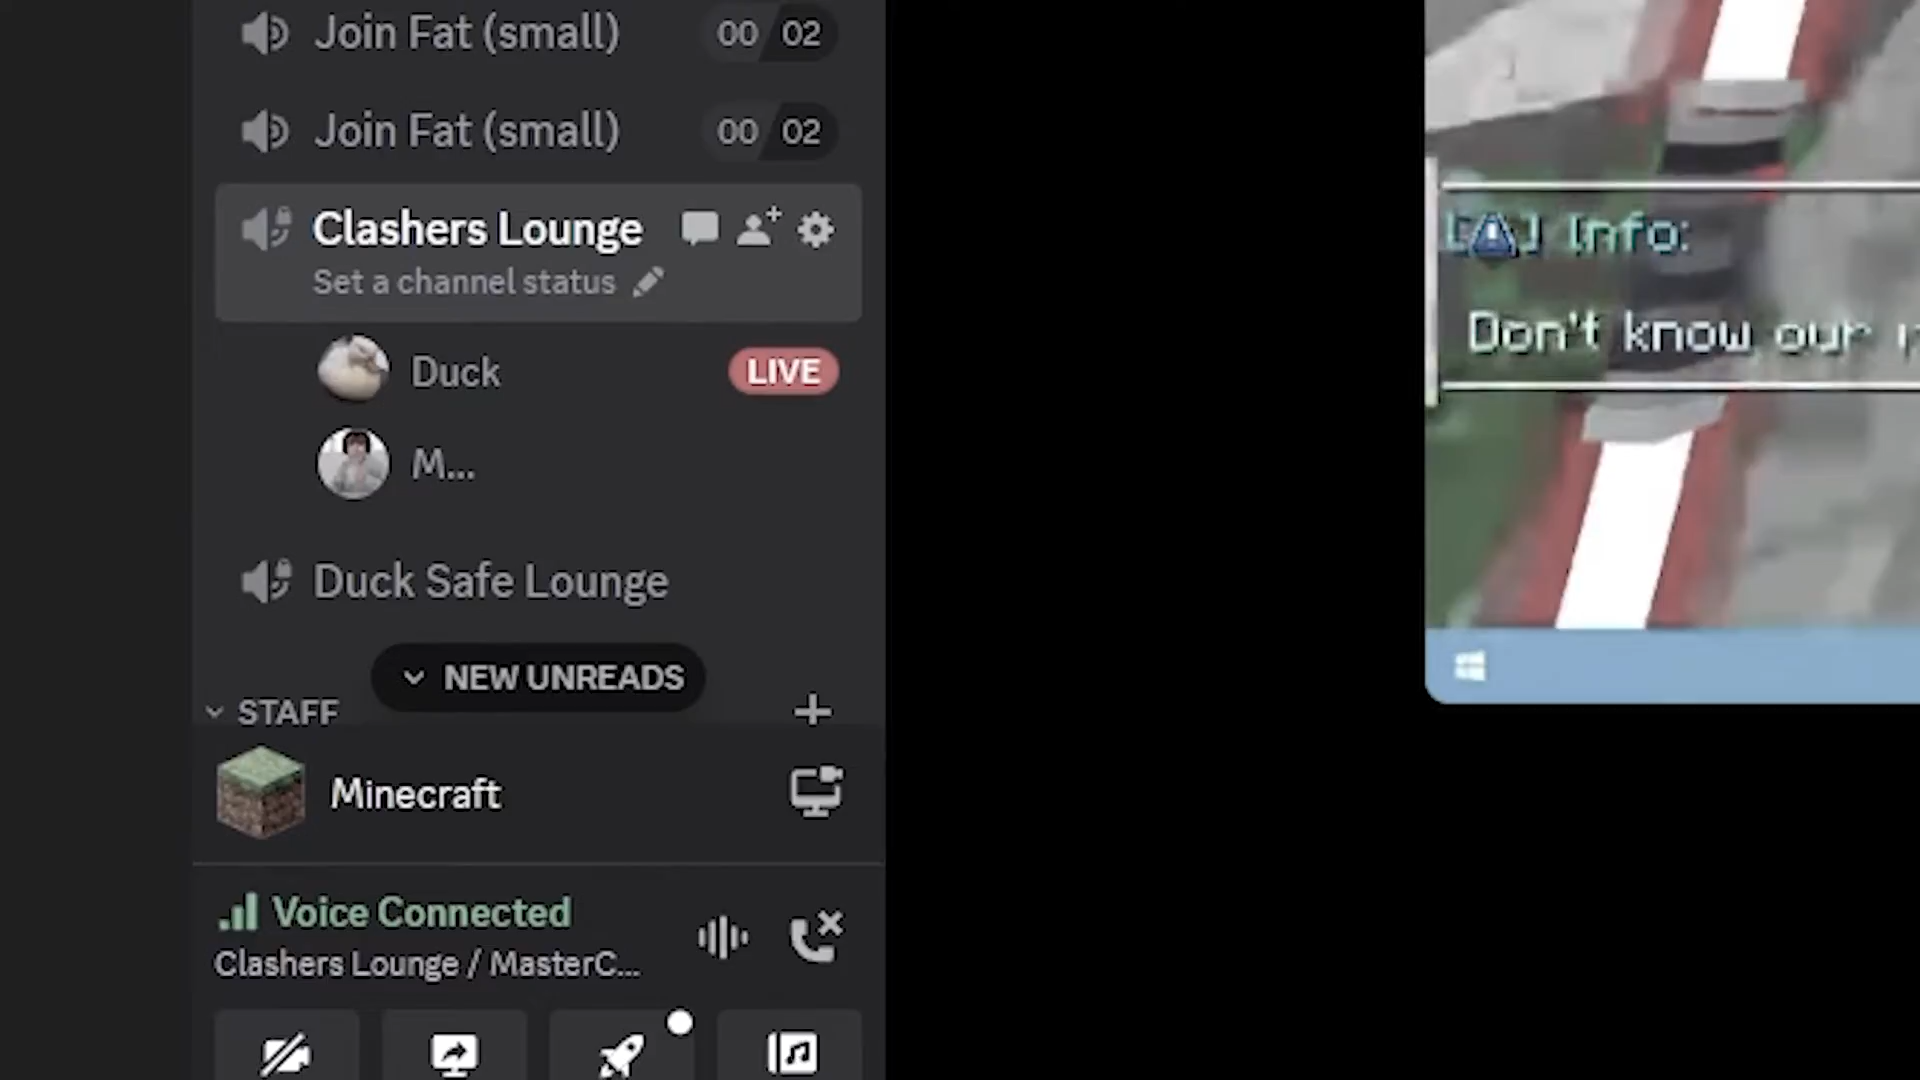 Join Fat (small) 00 02
Join Fat (small) 00 02
Clashers Lounge
Set a channel status
Duck LIVE
M...
Duck Safe Lounge
NEW UNREADS
STAFF
Minecraft
Voice Connected
Clashers Lounge / MasterC...
[⚠] Info:
Don't know our